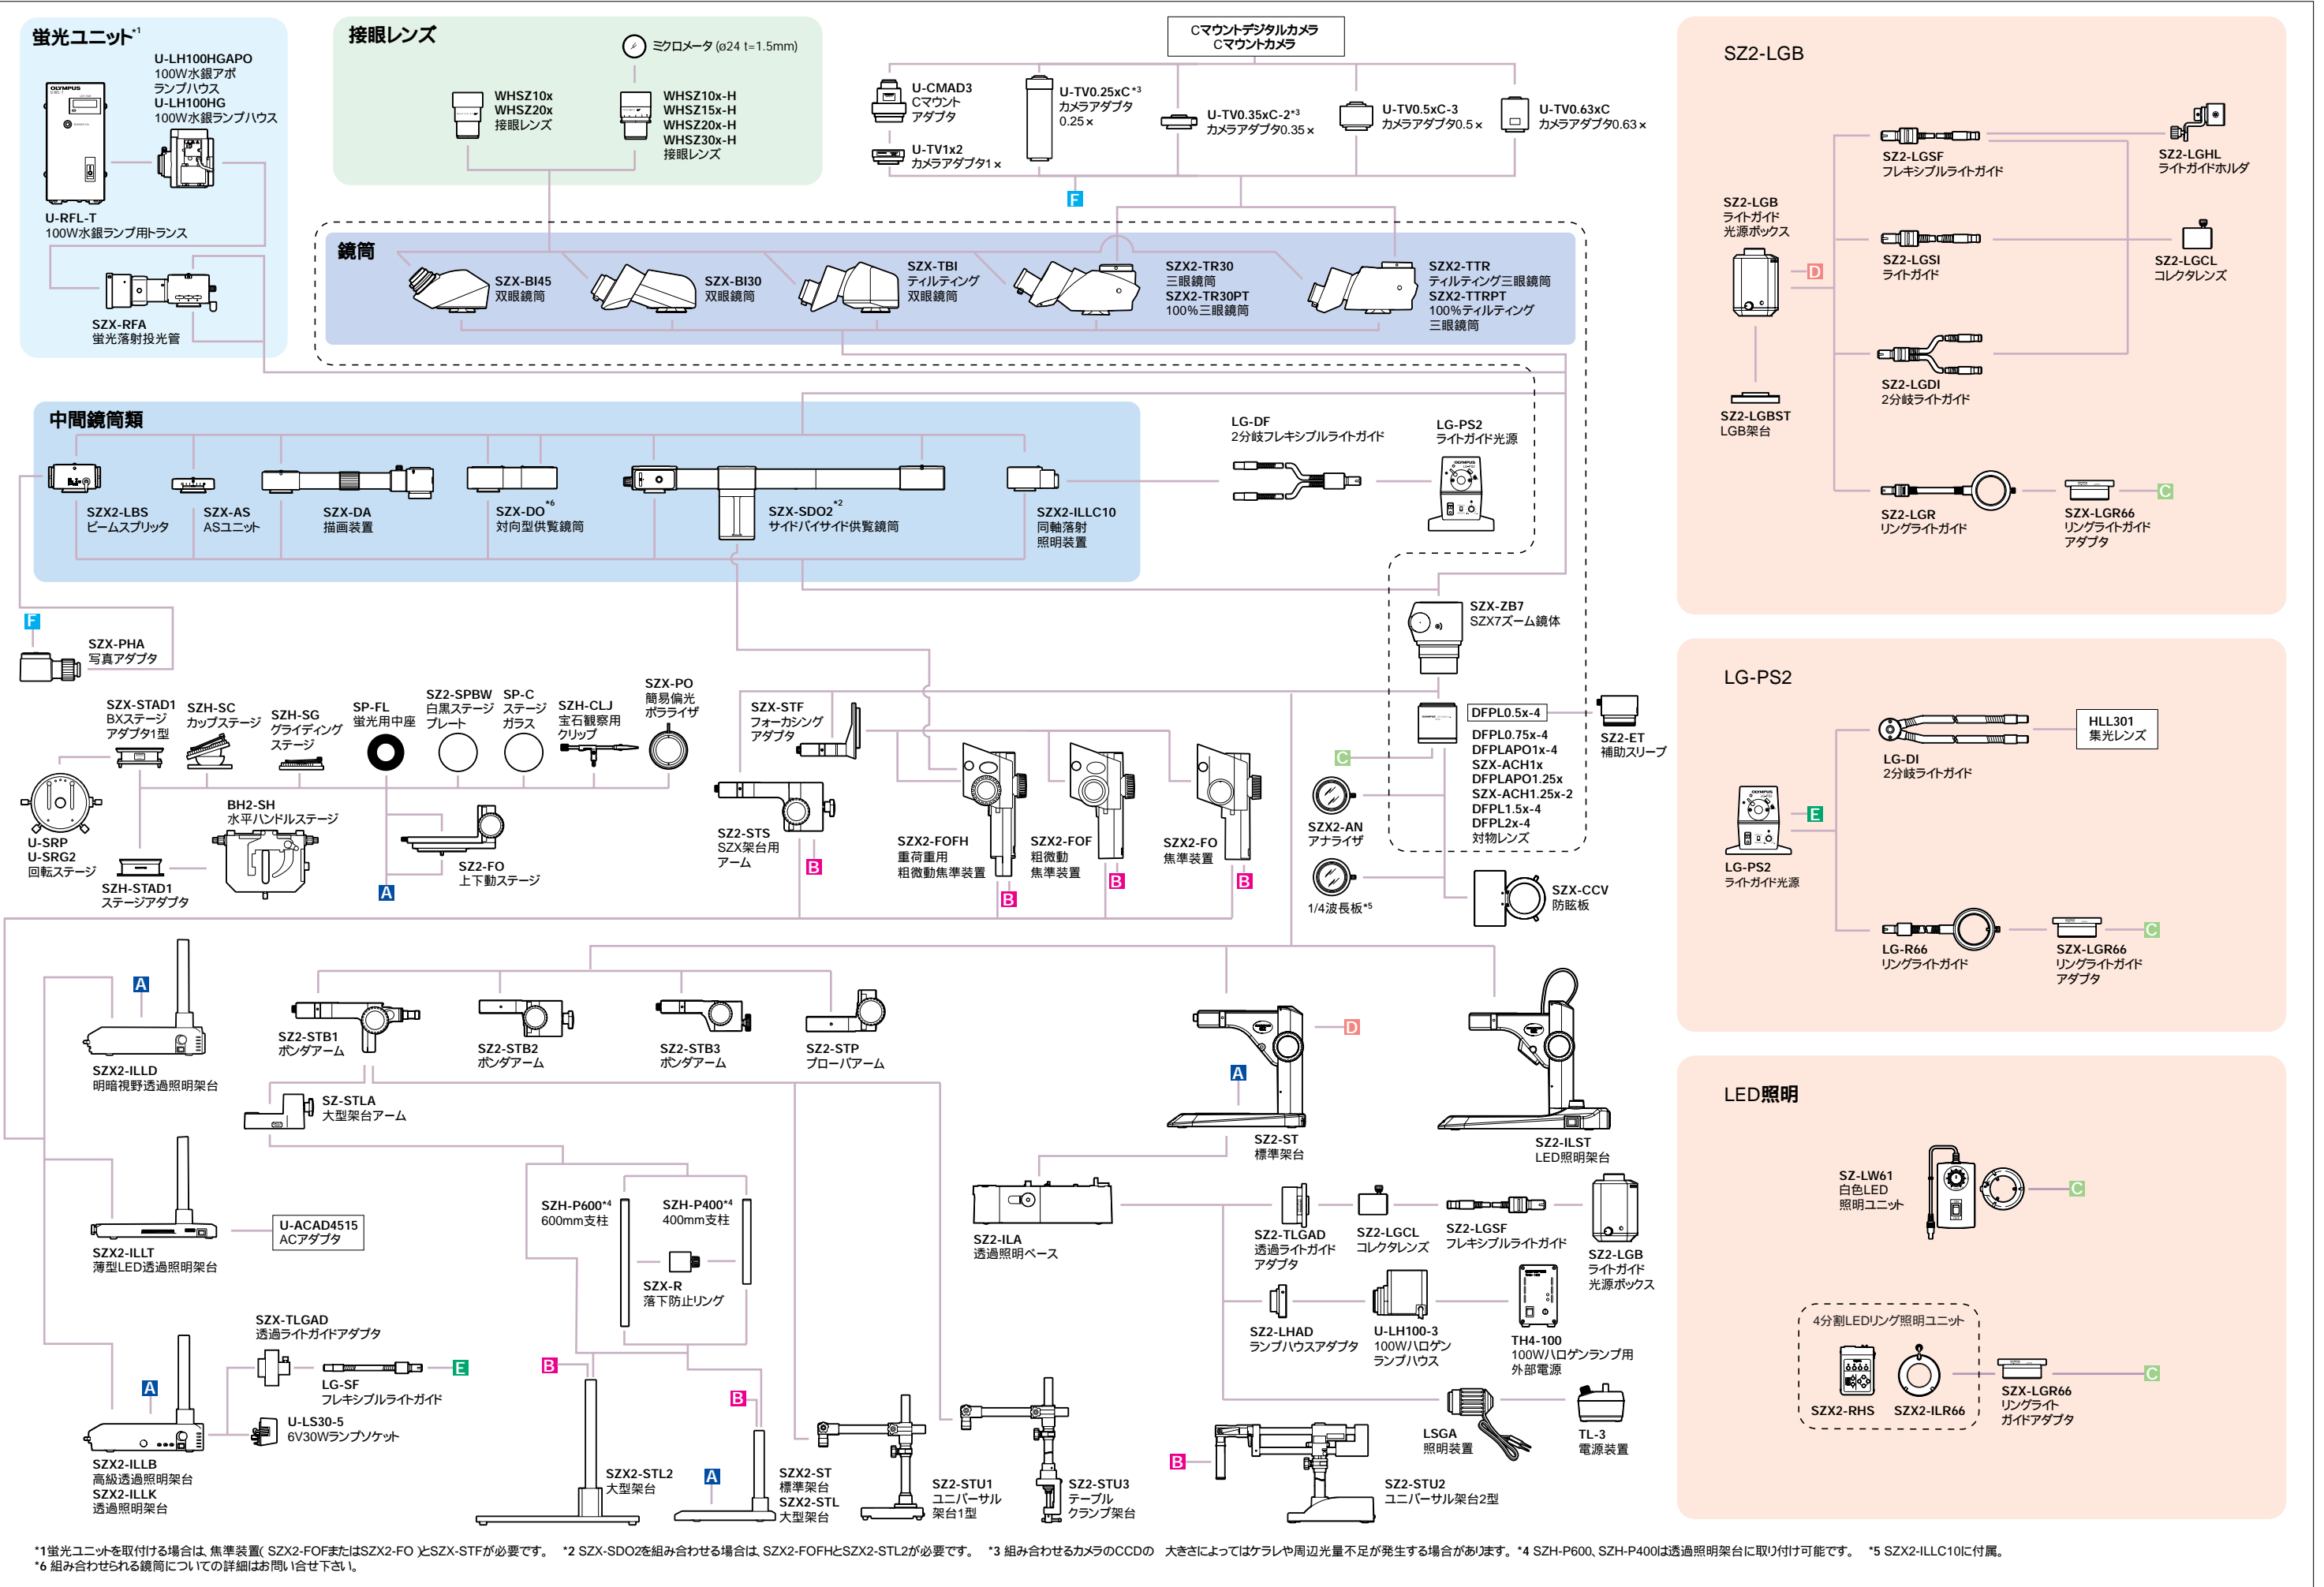 蛍光ユニット*1
U-LH100HGAPO
100W水銀アポ
ランプハウス
U-LH100HG
100W水銀ランプハウス
OLYMPUS
U-RFL-T
100W水銀ランプ用トランス
SZX-RFA
蛍光落射投光管
接眼レンズ
ミクロメータ (ø24 t=1.5mm)
WHSZ10x
WHSZ20x
接眼レンズ
WHSZ10x-H
WHSZ15x-H
WHSZ20x-H
WHSZ30x-H
接眼レンズ
Cマウントデジタルカメラ
Cマウントカメラ
U-CMAD3
Cマウント
アダプタ
U-TV1x2
カメラアダプタ1×
U-TV0.25xC*3
カメラアダプタ
0.25×
U-TV0.35xC-2*3
カメラアダプタ0.35×
U-TV0.5xC-3
カメラアダプタ0.5×
U-TV0.63xC
カメラアダプタ0.63×
F
鏡筒
SZX-BI45
双眼鏡筒
SZX-BI30
双眼鏡筒
SZX-TBI
ティルティング
双眼鏡筒
SZX2-TR30
三眼鏡筒
SZX2-TR30PT
100%三眼鏡筒
SZX2-TTR
ティルティング三眼鏡筒
SZX2-TTRPT
100%ティルティング
三眼鏡筒
中間鏡筒類
SZX2-LBS
ビームスプリッタ
SZX-AS
ASユニット
SZX-DA
描画装置
SZX-DO*6
対向型供覧鏡筒
SZX-SDO2*2
サイドバイサイド供覧鏡筒
SZX2-ILLC10
同軸落射
照明装置
LG-DF
2分岐フレキシブルライトガイド
LG-PS2
ライトガイド光源
OLYMPUS
F
SZX-PHA
写真アダプタ
SZX-ZB7
SZX7ズーム鏡体
SZX-STAD1
BXステージ
アダプタ1型
SZH-SC
カップステージ
SZH-SG
グライディング
ステージ
SP-FL
蛍光用中座
SZ2-SPBW
白黒ステージ
プレート
SP-C
ステージ
ガラス
SZH-CLJ
宝石観察用
クリップ
SZX-PO
簡易偏光
ポラライザ
U-SRP
U-SRG2
回転ステージ
SZH-STAD1
ステージアダプタ
BH2-SH
水平ハンドルステージ
SZ2-FO
上下動ステージ
A
SZX-STF
フォーカシング
アダプタ
SZ2-STS
SZX架台用
アーム
B
SZX2-FOFH
重荷重用
粗微動焦準装置
B
SZX2-FOF
粗微動
焦準装置
B
SZX2-FO
焦準装置
B
C
DFPL0.5x-4
DFPL0.75x-4
DFPLAPO1x-4
SZX-ACH1x
DFPLAPO1.25x
SZX-ACH1.25x-2
DFPL1.5x-4
DFPL2x-4
対物レンズ
SZ2-ET
補助スリーブ
SZX2-AN
アナライザ
1/4波長板*5
SZX-CCV
防眩板
A
SZX2-ILLD
明暗視野透過照明架台
SZX2-ILLT
薄型LED透過照明架台
U-ACAD4515
ACアダプタ
SZX-TLGAD
透過ライトガイドアダプタ
LG-SF
フレキシブルライトガイド
E
U-LS30-5
6V30Wランプソケット
A
SZX2-ILLB
高級透過照明架台
SZX2-ILLK
透過照明架台
SZ2-STB1
ボンダアーム
SZ2-STB2
ボンダアーム
SZ2-STB3
ボンダアーム
SZ2-STP
プローバアーム
SZ-STLA
大型架台アーム
SZH-P600*4
600mm支柱
SZH-P400*4
400mm支柱
SZX-R
落下防止リング
B
SZX2-STL2
大型架台
B
A
SZX2-ST
標準架台
SZX2-STL
大型架台
SZ2-STU1
ユニバーサル
架台1型
SZ2-STU3
テーブル
クランプ架台
B
SZ2-STU2
ユニバーサル架台2型
D
A
SZ2-ST
標準架台
SZ2-ILST
LED照明架台
SZ2-ILA
透過照明ベース
SZ2-TLGAD
透過ライトガイド
アダプタ
SZ2-LGCL
コレクタレンズ
SZ2-LGSF
フレキシブルライトガイド
SZ2-LGB
ライトガイド
光源ボックス
SZ2-LHAD
ランプハウスアダプタ
U-LH100-3
100Wハロゲン
ランプハウス
TH4-100
100Wハロゲンランプ用
外部電源
LSGA
照明装置
TL-3
電源装置
SZ2-LGB
SZ2-LGB
ライトガイド
光源ボックス
D
SZ2-LGBST
LGB架台
SZ2-LGSF
フレキシブルライトガイド
SZ2-LGHL
ライトガイドホルダ
SZ2-LGSI
ライトガイド
SZ2-LGCL
コレクタレンズ
SZ2-LGDI
2分岐ライトガイド
SZ2-LGR
リングライトガイド
SZX-LGR66
リングライトガイド
アダプタ
C
LG-PS2
LG-DI
2分岐ライトガイド
HLL301
集光レンズ
OLYMPUS
E
LG-PS2
ライトガイド光源
LG-R66
リングライトガイド
SZX-LGR66
リングライトガイド
アダプタ
C
LED照明
SZ-LW61
白色LED
照明ユニット
C
4分割LEDリング照明ユニット
SZX2-RHS
SZX2-ILR66
SZX-LGR66
リングライト
ガイドアダプタ
C
*1蛍光ユニットを取付ける場合は、焦準装置( SZX2-FOFまたはSZX2-FO )とSZX-STFが必要です。 *2 SZX-SDO2を組み合わせる場合は、SZX2-FOFHとSZX2-STL2が必要です。 *3 組み合わせるカメラのCCDの 大きさによってはケラレや周辺光量不足が発生する場合があります。 *4 SZH-P600、SZH-P400は透過照明架台に取り付け可能です。 *5 SZX2-ILLC10に付属。
*6 組み合わせられる鏡筒についての詳細はお問い合せ下さい。